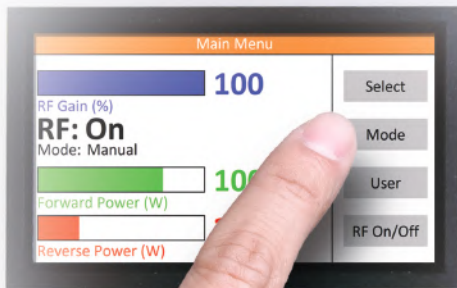 Main Menu
100
RF Gain (%)
RF: On
Mode: Manual
Forward Power (W)
Reverse Power (W)
Select
Mode
User
RF On/Off